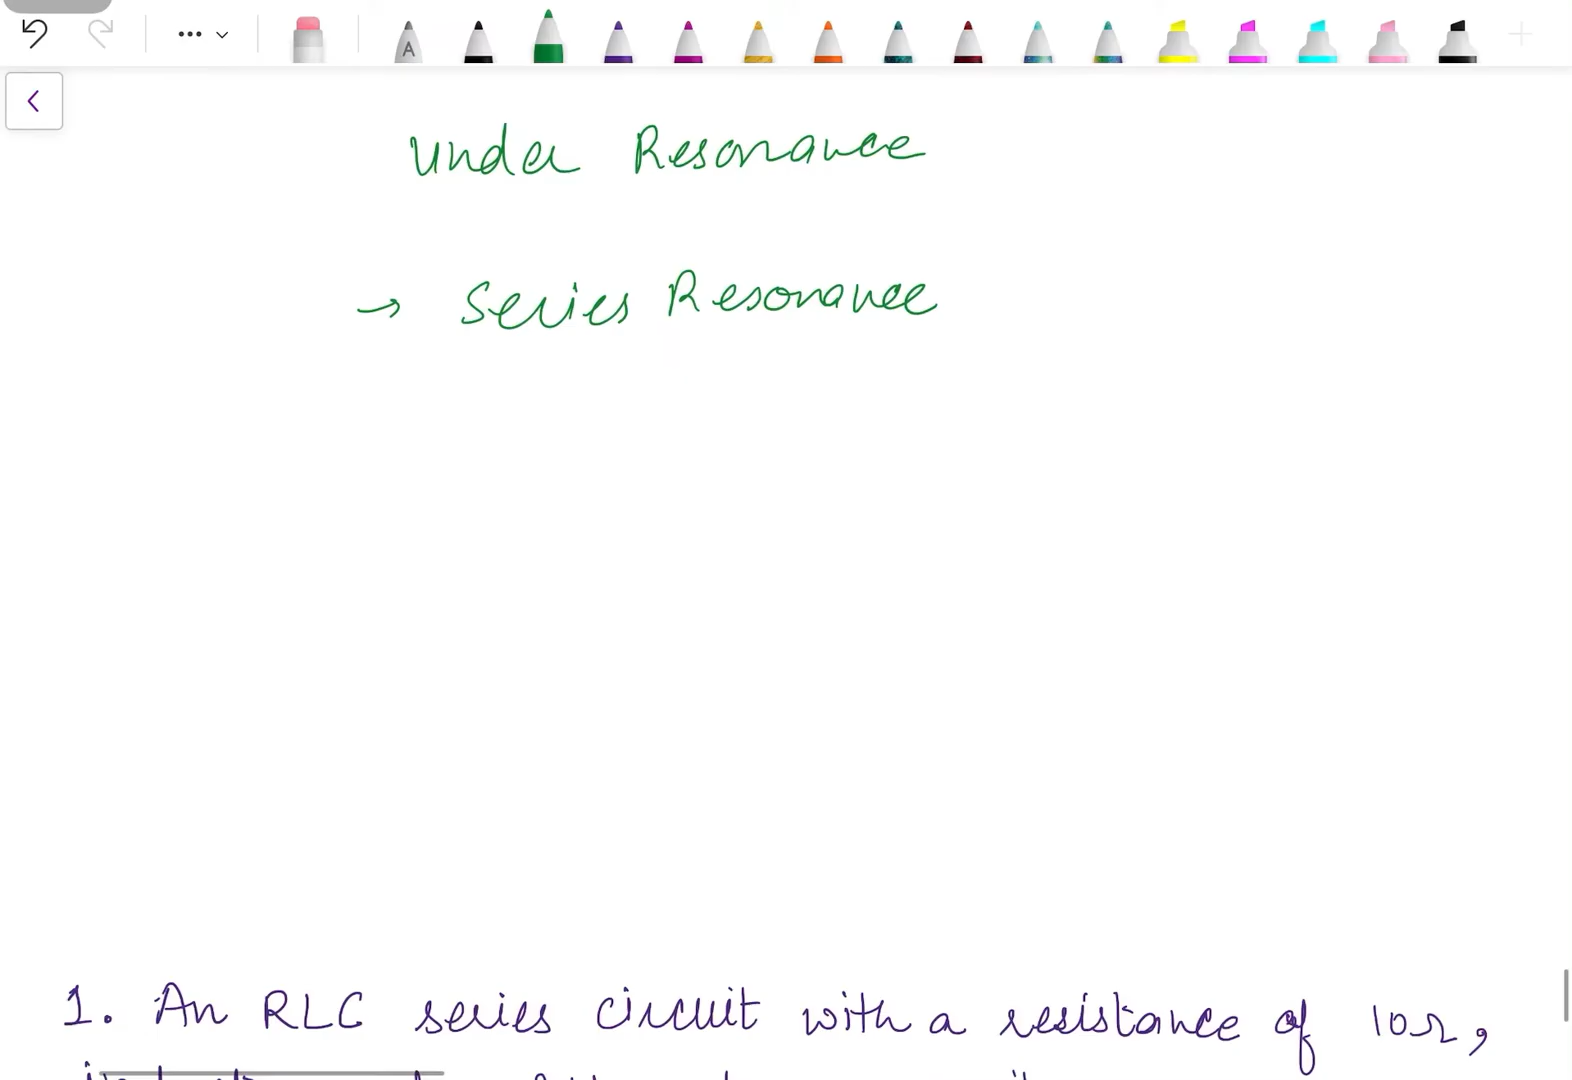 Under Resonance
→ Series Resonance
1. An RLC series circuit with a resistance of 10Ω,